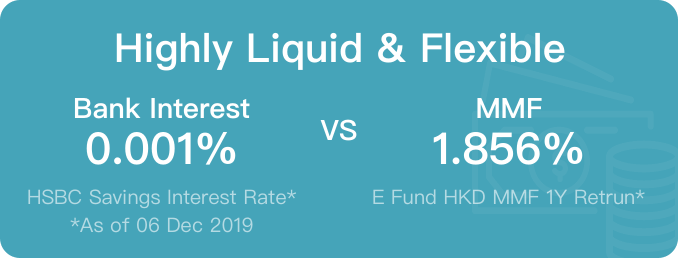 Highly Liquid & Flexible
Bank Interest
0.001%
HSBC Savings Interest Rate*
*As of 06 Dec 2019
vs
MMF
1.856%
E Fund HKD MMF 1Y Retrun*